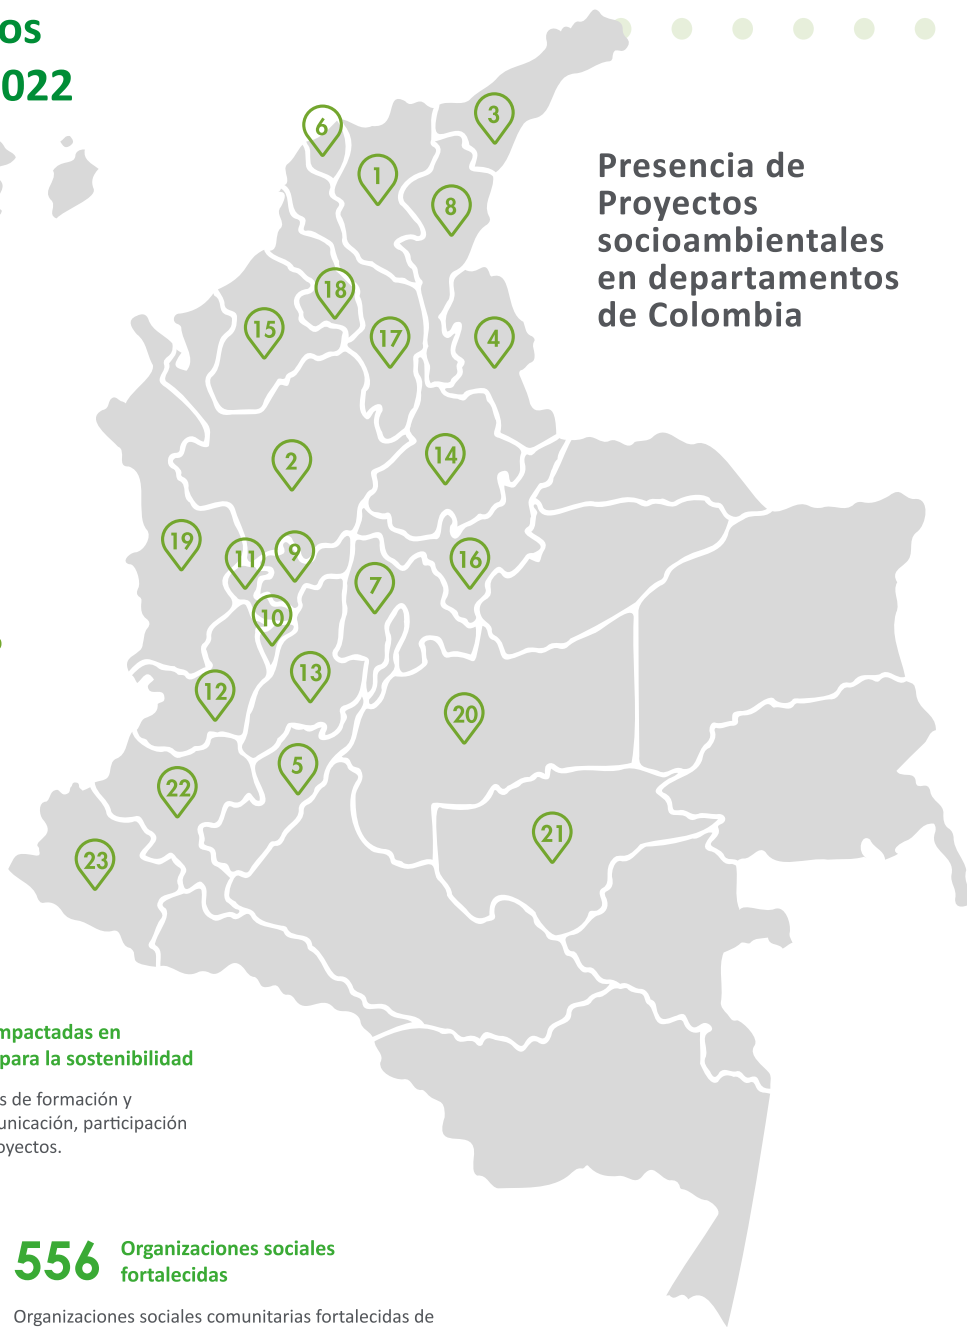 os
022
Presencia de
Proyectos
socioambientales
en departamentos
de Colombia
3
6
1
8
18
15
17
4
14
2
19
11
9
16
7
10
13
12
20
5
22
21
23
mpactadas en
para la sostenibilidad
s de formación y
unicación, participación
oyectos.
556
Organizaciones sociales
fortalecidas
Organizaciones sociales comunitarias fortalecidas de